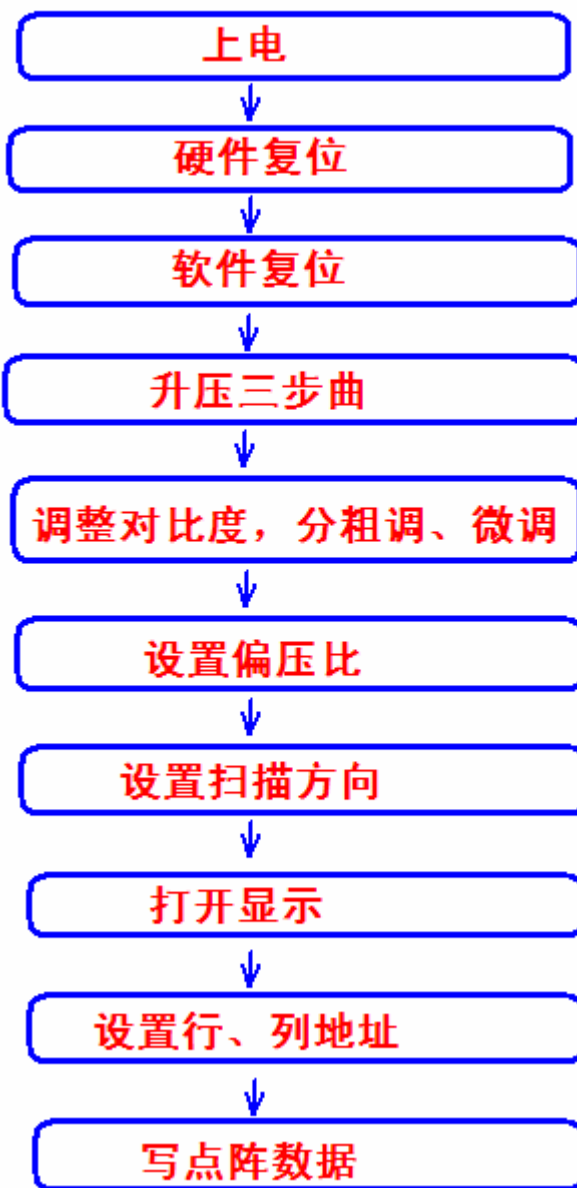 上电
硬件复位
软件复位
升压三步曲
调整对比度，分粗调、微调
设置偏压比
设置扫描方向
打开显示
设置行、列地址
写点阵数据